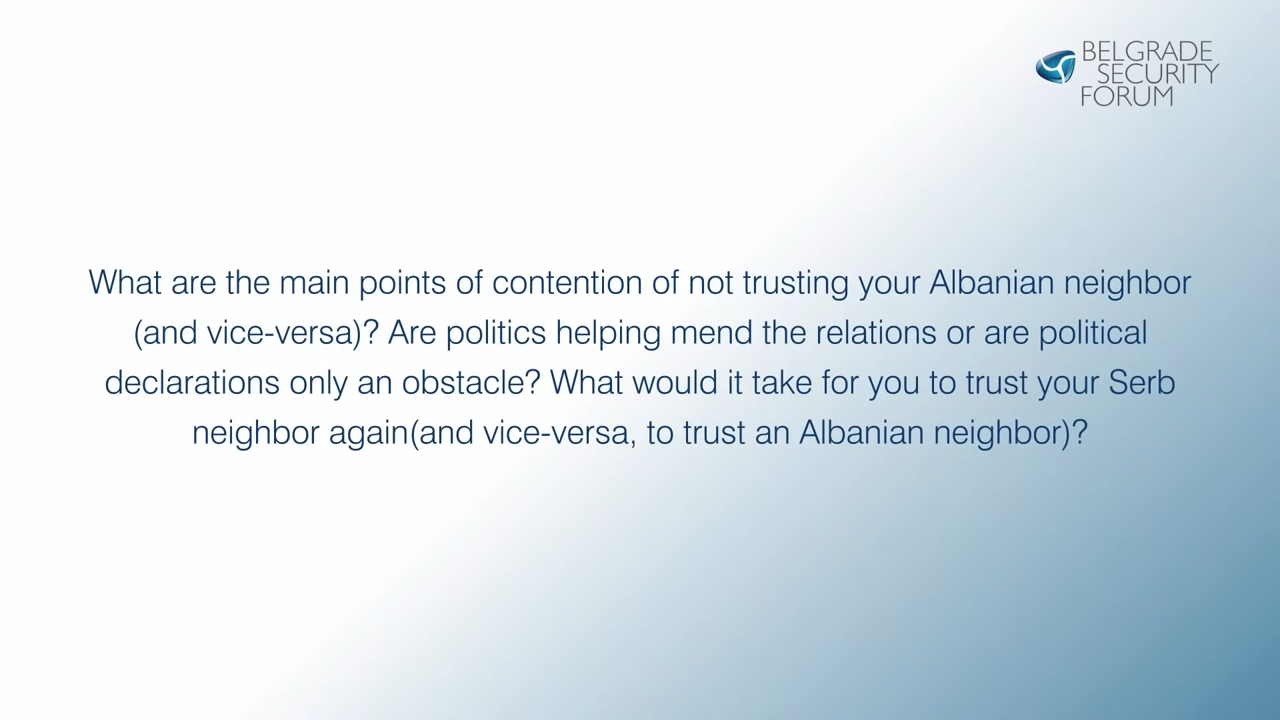 BELGRADE
SECURITY
FORUM
What are the main points of contention of not trusting your Albanian neighbor
(and vice-versa)? Are politics helping mend the relations or are political
declarations only an obstacle? What would it take for you to trust your Serb
neighbor again(and vice-versa, to trust an Albanian neighbor)?